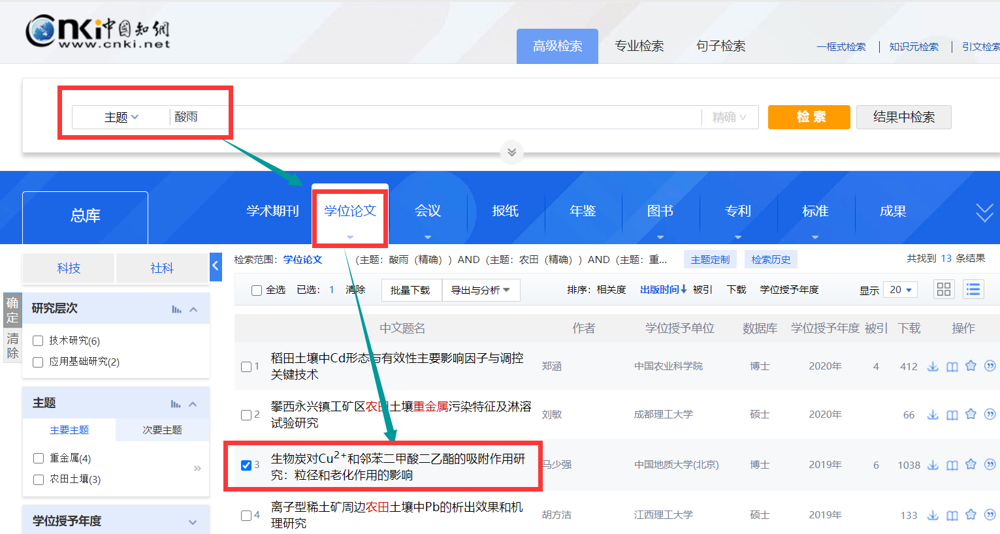 Cnki中国知網
www.cnki.net
高级检索 专业检索 句子检索 一框式检索 知识元检索 引文检索
主题 酸雨 精确 检 索 结果中检索
总库 学术期刊 学位论文 会议 报纸 年鉴 图书 专利 标准 成果
科技 社科
检索范围：学位论文 （主题：酸雨（精确））AND（主题：农田（精确））AND（主题：重... 主题定制 检索历史 共找到 13 条结果
全选 已选：1 清除 批量下载 导出与分析 排序：相关度 出版时间 被引 下载 学位授予年度 显示 20
确定
清除
研究层次
技术研究(6)
应用基础研究(2)
主题
主要主题 次要主题
重金属(4)
农田土壤(3)
学位授予年度
中文题名 作者 学位授予单位 数据库 学位授予年度 被引 下载 操作
1 稻田土壤中Cd形态与有效性主要影响因子与调控
关键技术
郑涵 中国农业科学院 博士 2020年 4 412
2 攀西永兴镇工矿区农田土壤重金属污染特征及淋溶
试验研究
刘敏 成都理工大学 硕士 2020年 66
3 生物炭对Cu2+和邻苯二甲酸二乙酯的吸附作用研
究：粒径和老化作用的影响
马少强 中国地质大学(北京) 博士 2019年 6 1038
4 离子型稀土矿周边农田土壤中Pb的析出效果和机
理研究
胡方洁 江西理工大学 硕士 2019年 133